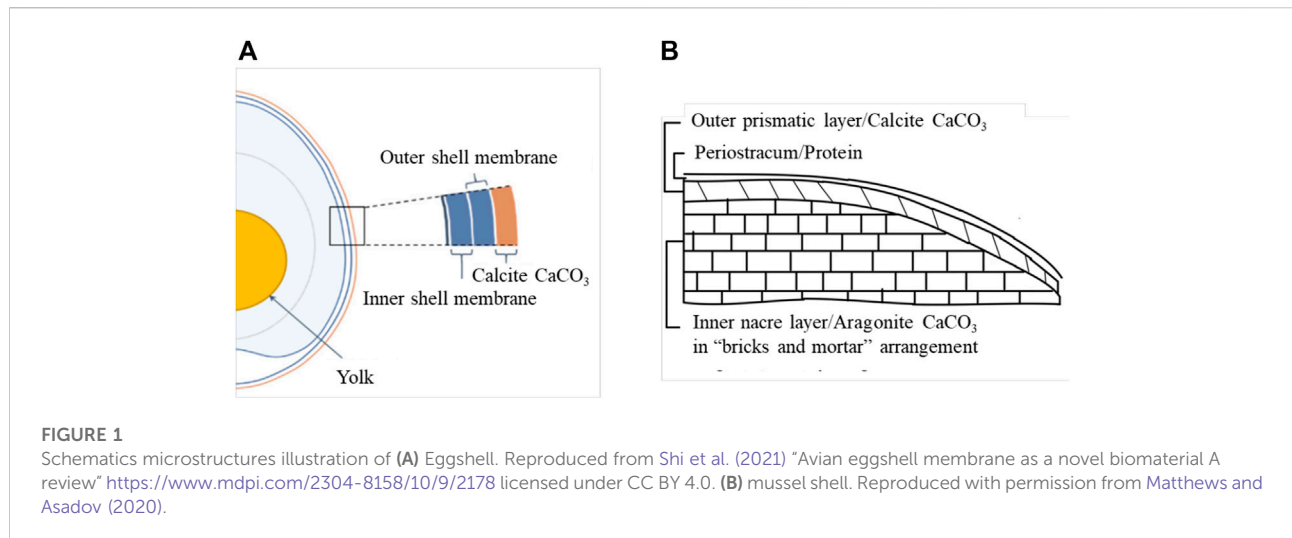 A
Outer shell membrane
Calcite CaCO₃
Inner shell membrane
Yolk
B
Outer prismatic layer/Calcite CaCO₃
Periostracum/Protein
Inner nacre layer/Aragonite CaCO₃
in “bricks and mortar” arrangement
FIGURE 1
Schematics microstructures illustration of (A) Eggshell. Reproduced from Shi et al. (2021) “Avian eggshell membrane as a novel biomaterial A
review” https://www.mdpi.com/2304-8158/10/9/2178 licensed under CC BY 4.0. (B) mussel shell. Reproduced with permission from Matthews and
Asadov (2020).